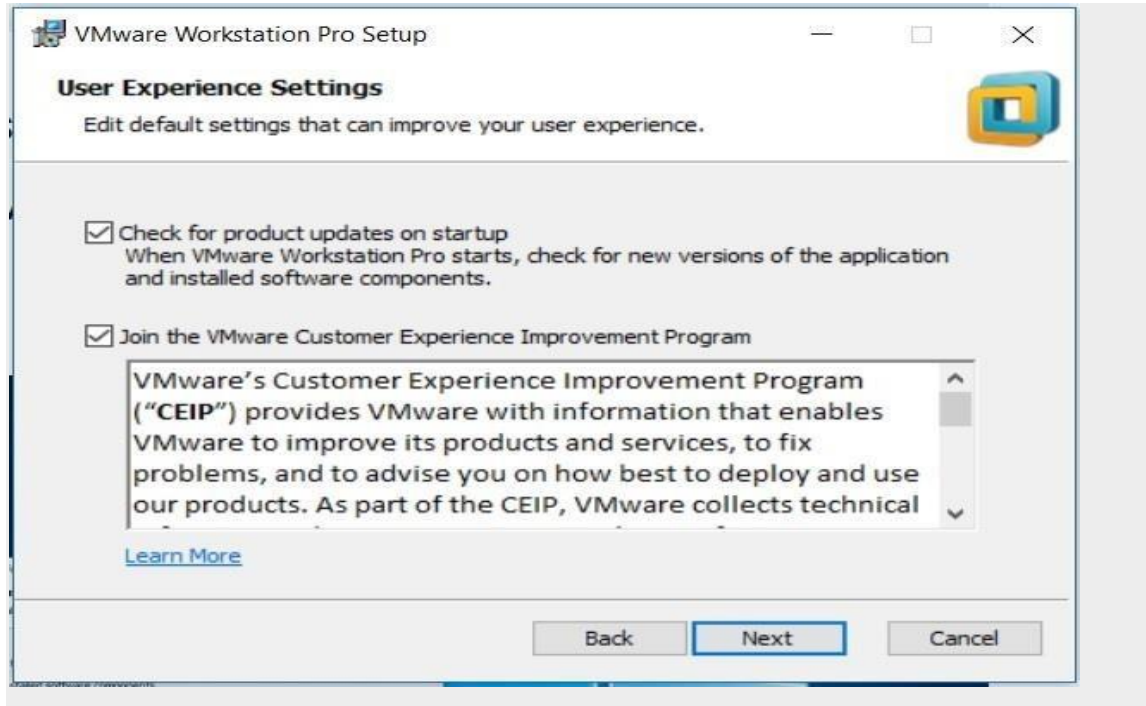 VMware Workstation Pro Setup
User Experience Settings
Edit default settings that can improve your user experience.
Check for product updates on startup
When VMware Workstation Pro starts, check for new versions of the application
and installed software components.
Join the VMware Customer Experience Improvement Program
VMware's Customer Experience Improvement Program
("CEIP") provides VMware with information that enables
VMware to improve its products and services, to fix
problems, and to advise you on how best to deploy and use
our products. As part of the CEIP, VMware collects technical
Learn More
Back Next Cancel
software components